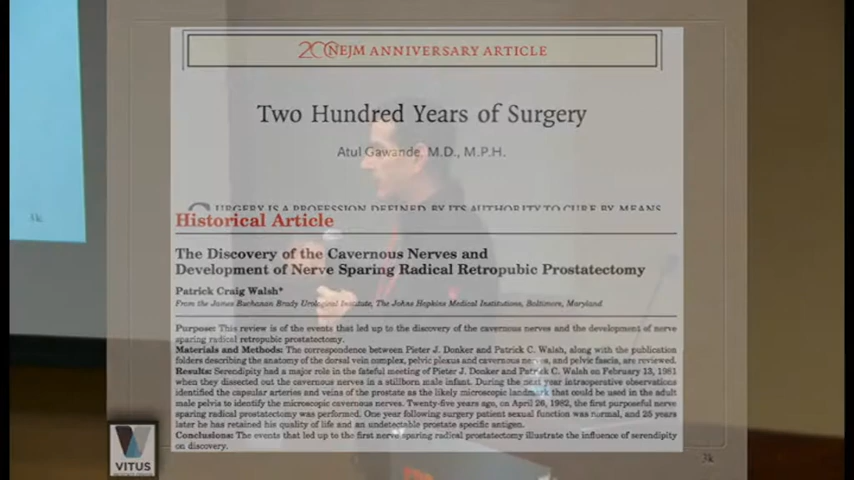 200 NEJM ANNIVERSARY ARTICLE
Two Hundred Years of Surgery
Atul Gawande, M.D., M.P.H.
SURGERY IS A PROFESSION DEFINED BY ITS AUTHORITY TO CURE BY MEANS
Historical Article
The Discovery of the Cavernous Nerves and
Development of Nerve Sparing Radical Retropubic Prostatectomy
Patrick Craig Walsh*
From the James Buchanan Brady Urological Institute, The Johns Hopkins Medical Institutions, Baltimore, Maryland
Purpose: This review is of the events that led up to the discovery of the cavernous nerves and the development of nerve
sparing radical retropubic prostatectomy.
Materials and Methods: The correspondence between Pieter J. Donker and Patrick C. Walsh, along with the publication
folders describing the anatomy of the dorsal vein complex, pelvic plexus and cavernous nerves, and pelvic fascia, are reviewed.
Results: Serendipity had a major role in the fateful meeting of Pieter J. Donker and Patrick C. Walsh on February 13, 1981
when they dissected out the cavernous nerves in a stillborn male infant. During the next year intraoperative observations
identified the capsular arteries and veins of the prostate as the likely microscopic landmark that could be used in the adult
male pelvis to identify the microscopic cavernous nerves. Twenty-five years ago, on April 26, 1982, the first purposeful nerve
sparing radical prostatectomy was performed. One year following surgery patient sexual function was normal, and 25 years
later he has retained his quality of life and an undetectable prostate specific antigen.
Conclusions: The events that led up to the first nerve sparing radical prostatectomy illustrate the influence of serendipity
on discovery.
VITUS